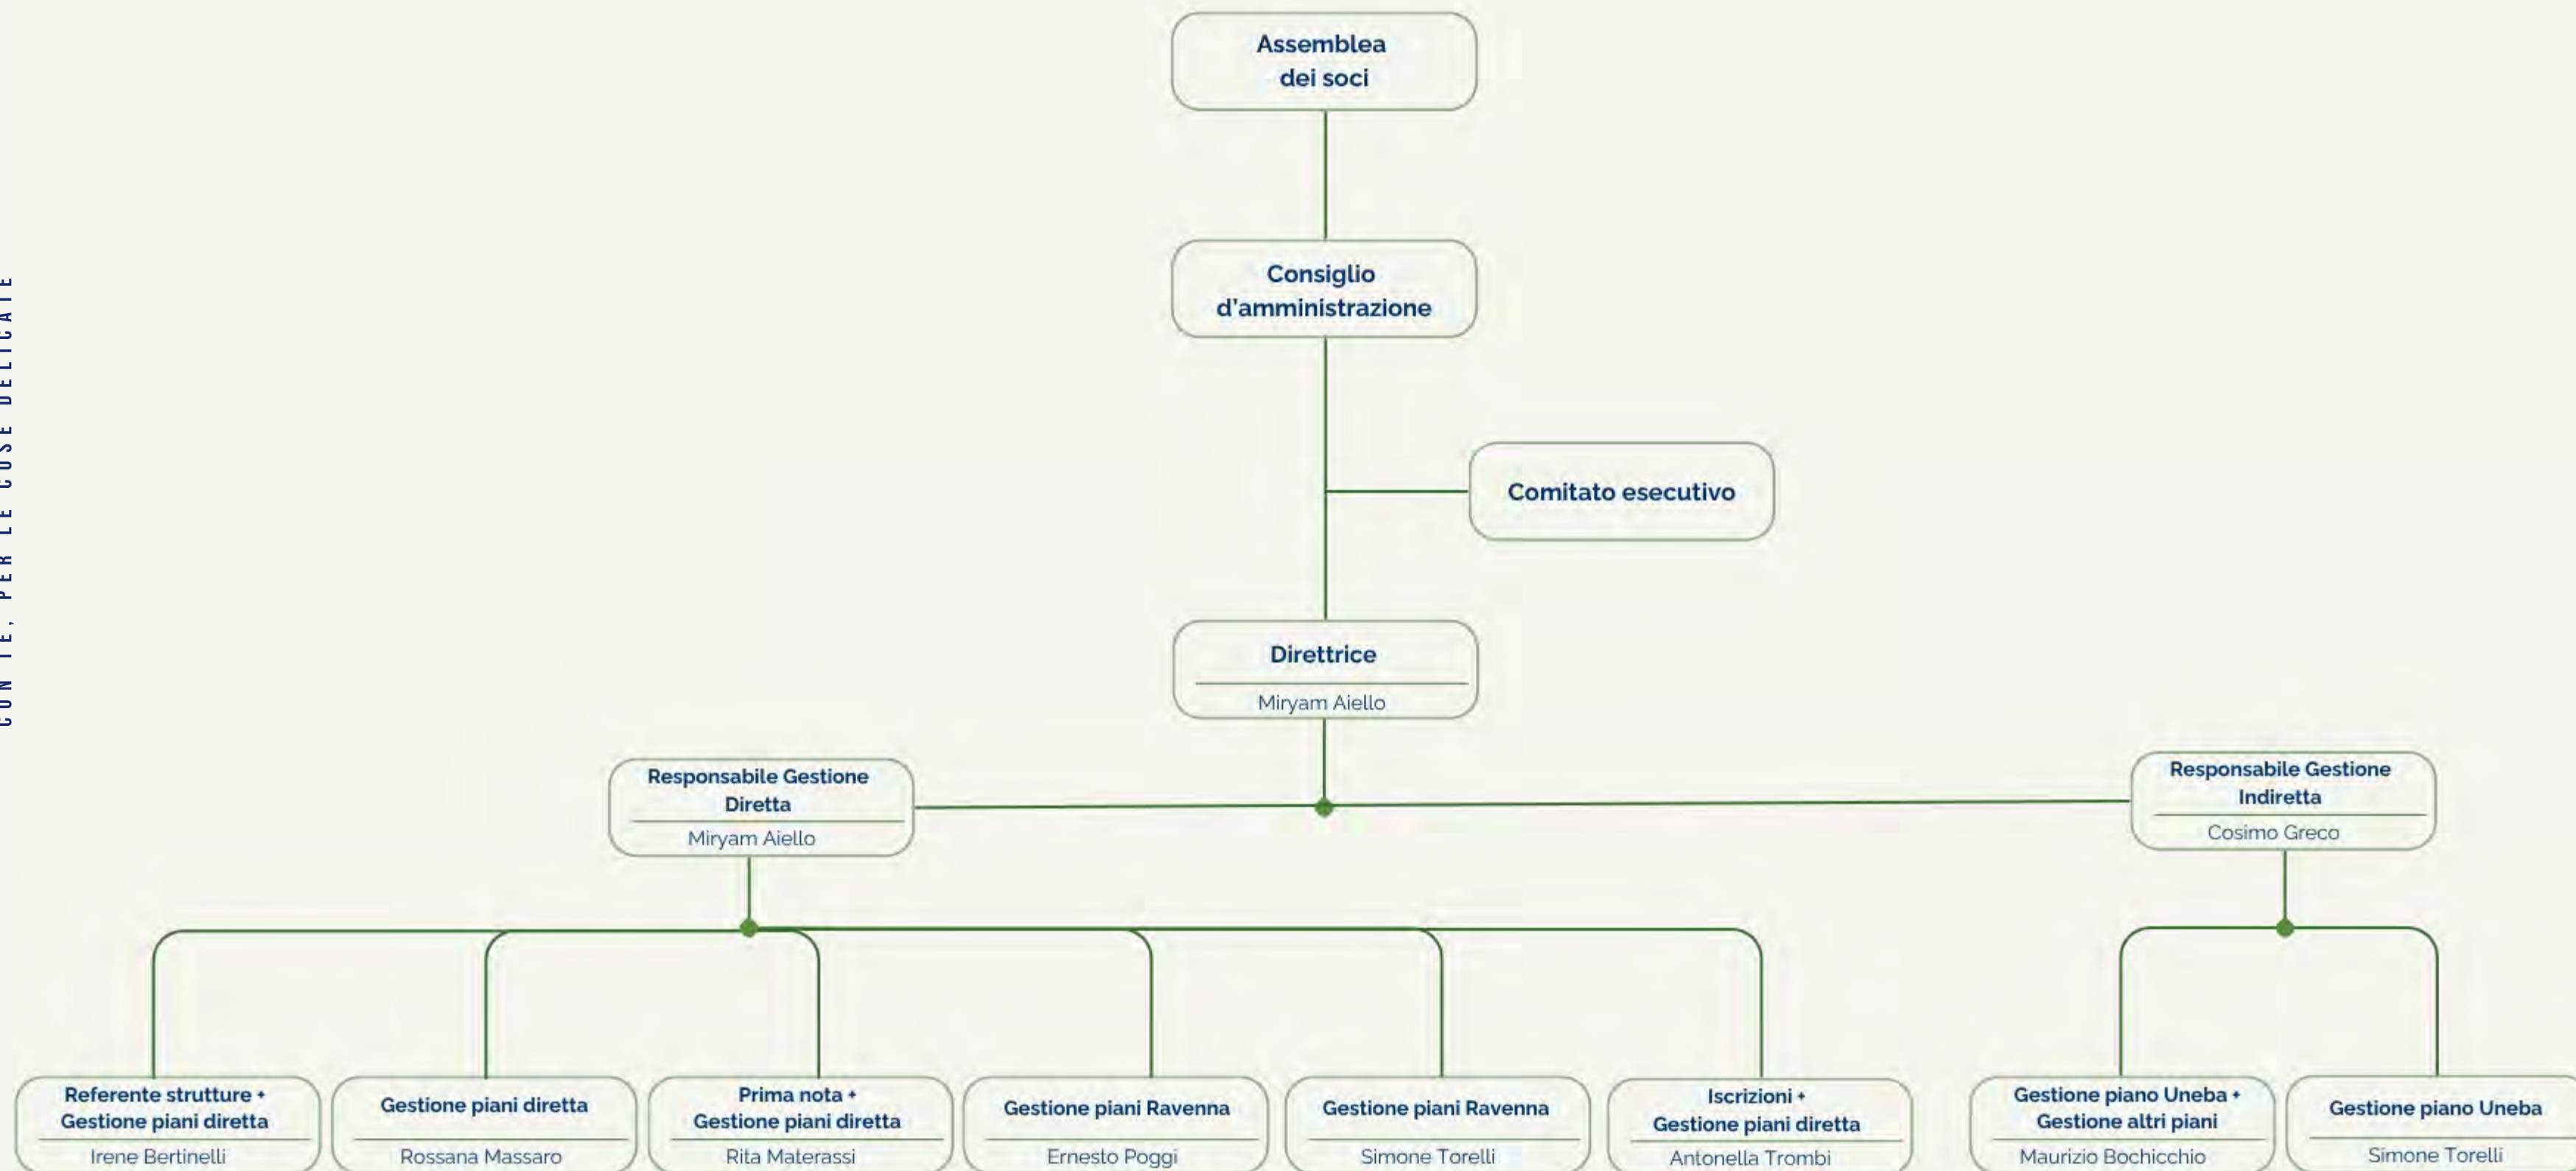 Assemblea
dei soci
Consiglio
d'amministrazione
Comitato esecutivo
Direttrice
Miryam Aiello
Responsabile Gestione
Diretta
Miryam Aiello
Responsabile Gestione
Indiretta
Cosimo Greco
Referente strutture +
Gestione piani diretta
Irene Bertinelli
Gestione piani diretta
Rossana Massaro
Prima nota +
Gestione piani diretta
Rita Materassi
Gestione piani Ravenna
Ernesto Poggi
Gestione piani Ravenna
Simone Torelli
Iscrizioni +
Gestione piani diretta
Antonella Trombi
Gestione piano Uneba +
Gestione altri piani
Maurizio Bochicchio
Gestione piano Uneba
Simone Torelli
CON TE, PER LE COSE DELICATE